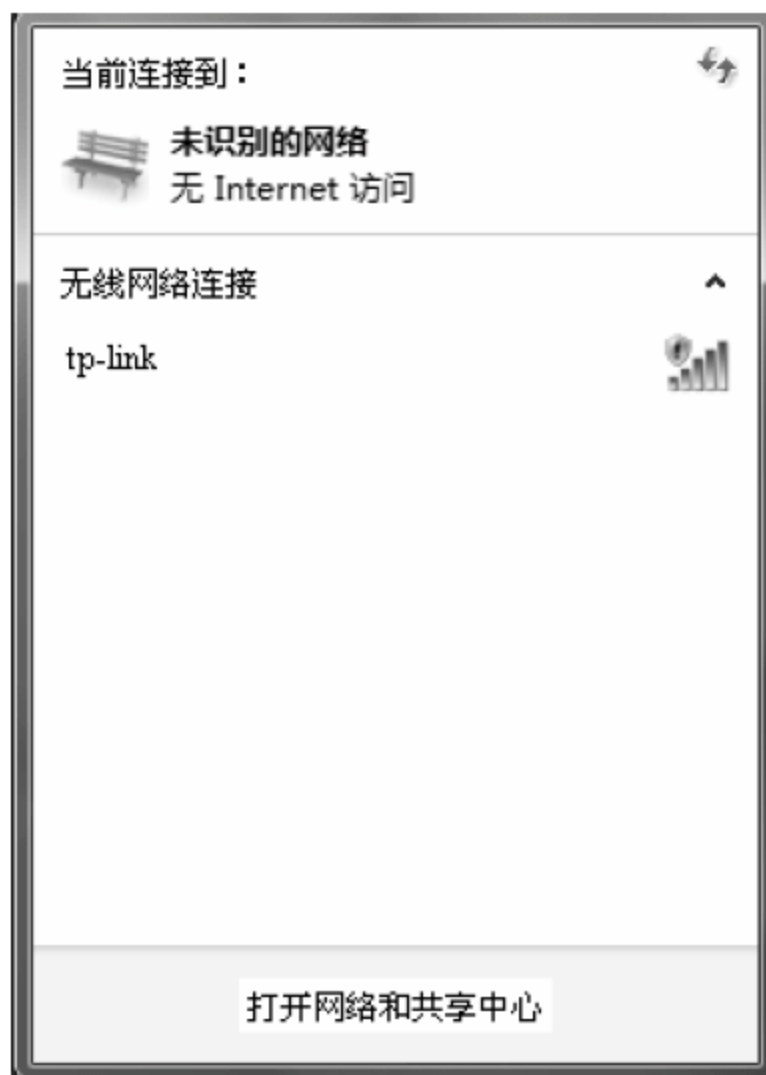 当前连接到：
未识别的网络
无 Internet 访问
无线网络连接
tp-link
打开网络和共享中心